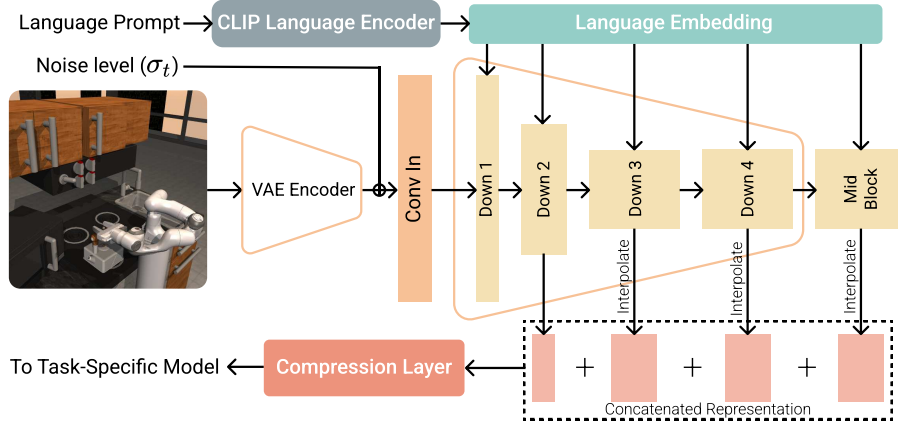 Language Prompt
CLIP Language Encoder
Language Embedding
Noise level (σₜ)
VAE Encoder
Conv In
Down 1
Down 2
Down 3
Down 4
Mid
Block
Interpolate
Interpolate
Interpolate
To Task-Specific Model
Compression Layer
+
+
+
Concatenated Representation